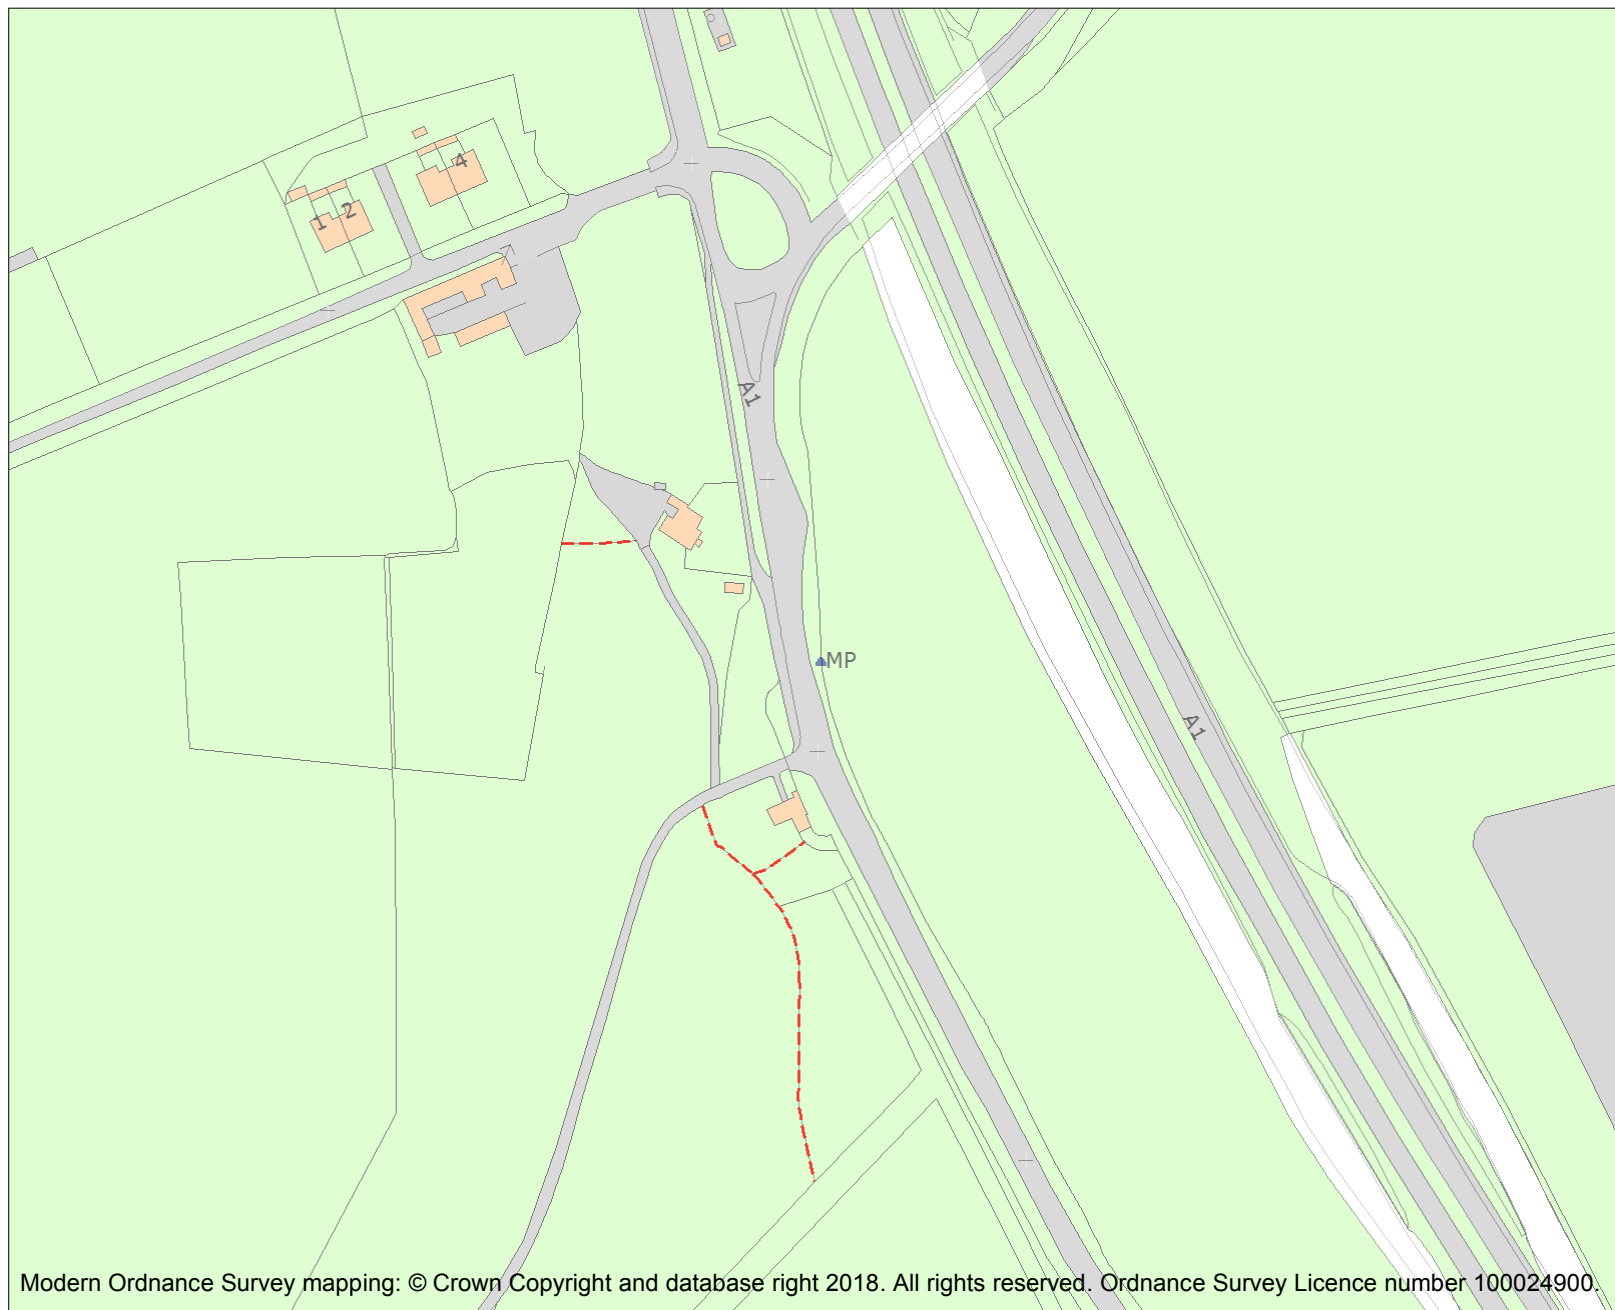 4
1
2
A1
MP
A1
Modern Ordnance Survey mapping: © Crown Copyright and database right 2018. All rights reserved. Ordnance Survey Licence number 100024900.